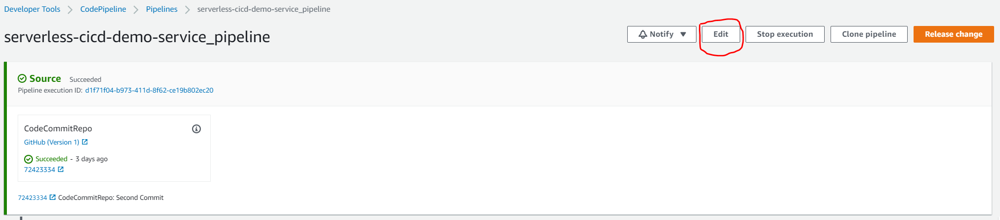 Developer Tools CodePipeline Pipelines serverless-cicd-demo-service_pipeline
serverless-cicd-demo-service_pipeline
Notify Edit Stop execution Clone pipeline Release change
Source Succeeded
Pipeline execution ID: d1f71f04-b973-411d-8f62-ce19b802ec20
CodeCommitRepo
GitHub (Version 1)
Succeeded - 3 days ago
72423334
72423334 CodeCommitRepo: Second Commit